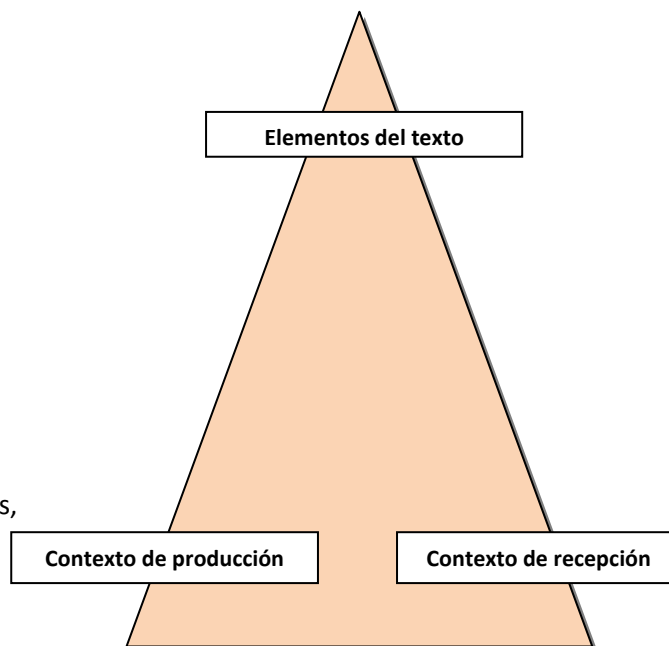 Elementos del texto
s,
Contexto de producción
Contexto de recepción